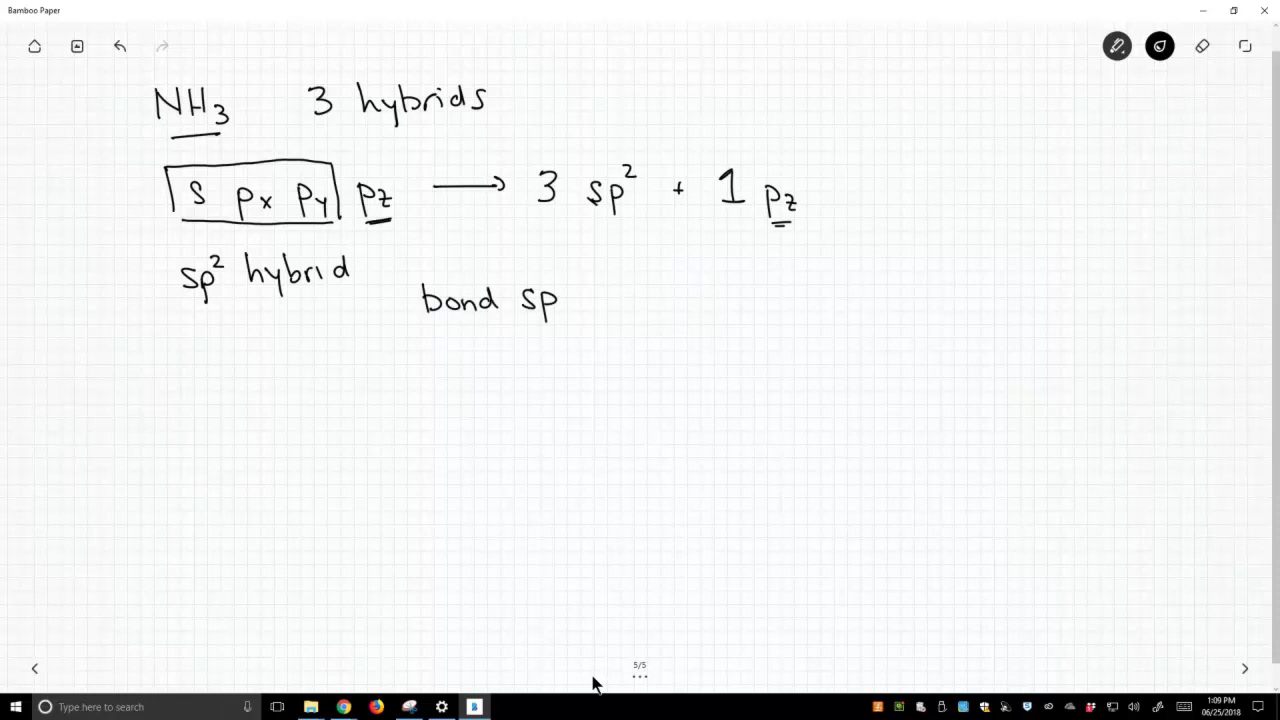 Bamboo Paper
NH₃ 3 hybrids
s px py pz → 3 sp² + 1 pz
sp² hybrid
bond sp
5/5
Type here to search
1:09 PM
06/25/2018